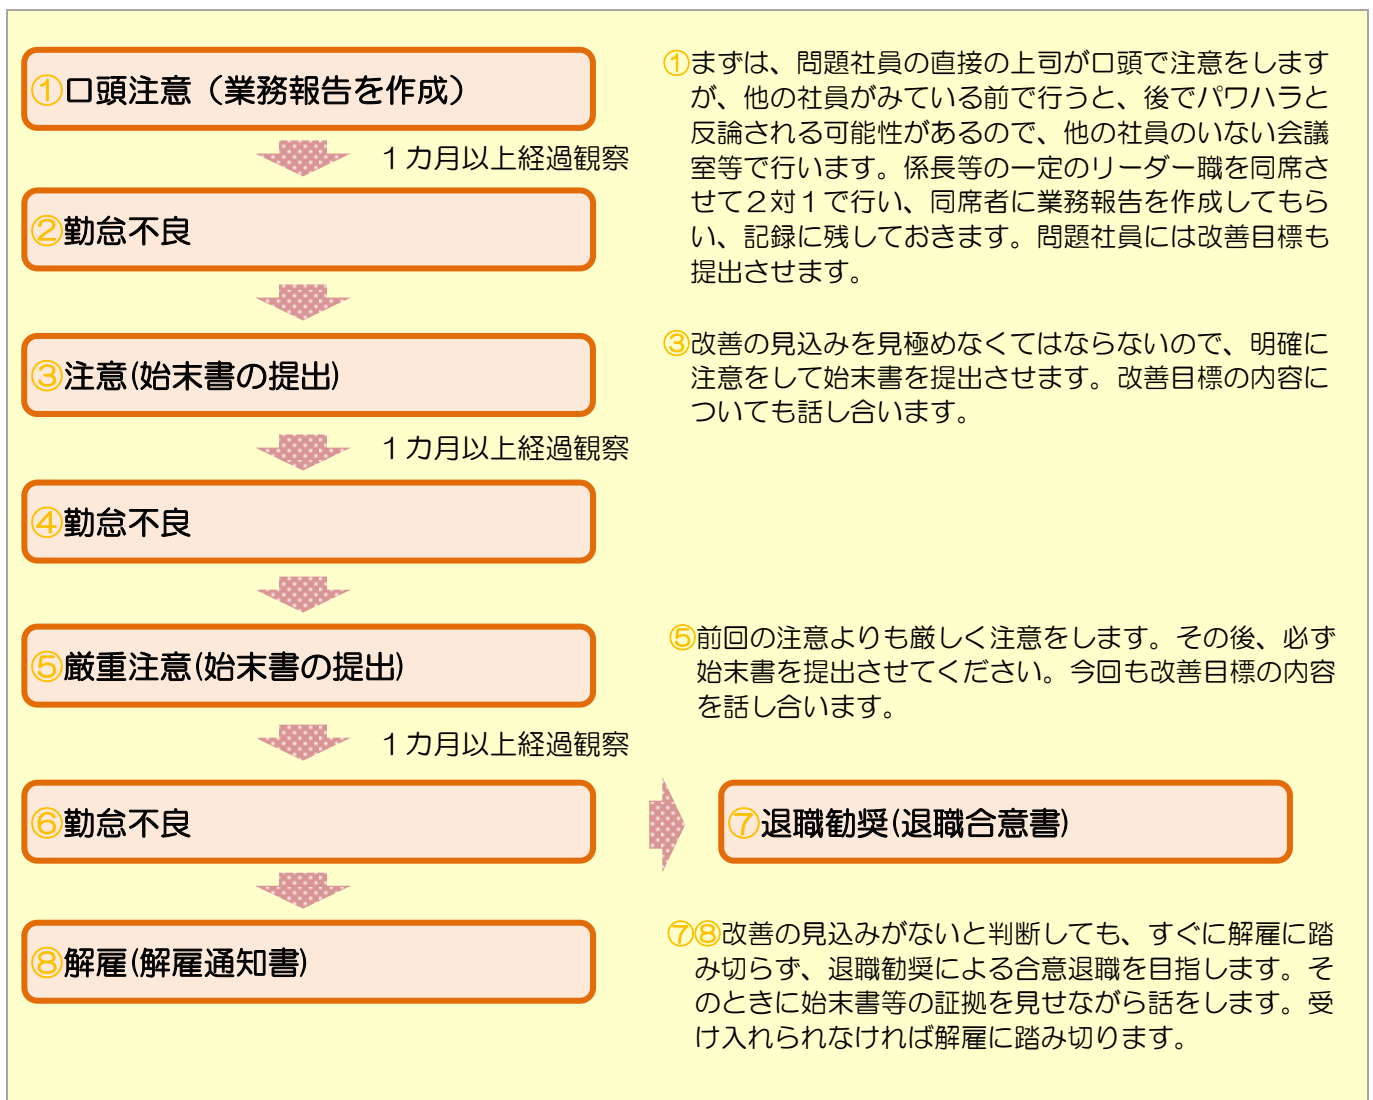 ①口頭注意（業務報告を作成）
１カ月以上経過観察
②勤怠不良
③注意(始末書の提出)
１カ月以上経過観察
④勤怠不良
⑤厳重注意(始末書の提出)
１カ月以上経過観察
⑥勤怠不良
⑦退職勧奨(退職合意書)
⑧解雇(解雇通知書)
①まずは、問題社員の直接の上司が口頭で注意をします
が、他の社員がみている前で行うと、後でパワハラと
反論される可能性があるので、他の社員のいない会議
室等で行います。係長等の一定のリーダー職を同席さ
せて２対１で行い、同席者に業務報告を作成してもら
い、記録に残しておきます。問題社員には改善目標も
提出させます。
③改善の見込みを見極めなくてはならないので、明確に
注意をして始末書を提出させます。改善目標の内容に
ついても話し合います。
⑤前回の注意よりも厳しく注意をします。その後、必ず
始末書を提出させてください。今回も改善目標の内容
を話し合います。
⑦⑧改善の見込みがないと判断しても、すぐに解雇に踏
み切らず、退職勧奨による合意退職を目指します。そ
のときに始末書等の証拠を見せながら話をします。受
け入れられなければ解雇に踏み切ります。